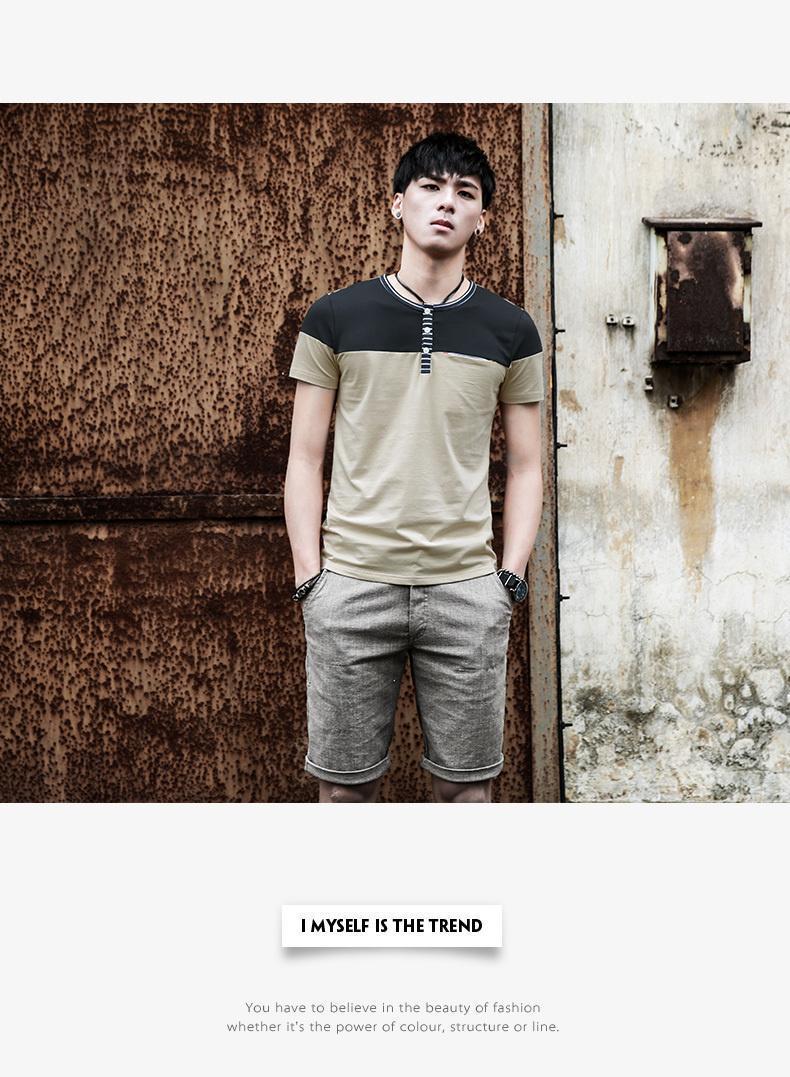 I MYSELF IS THE TREND
You have to believe in the beauty of fashion
whether it's the power of colour, structure or line.